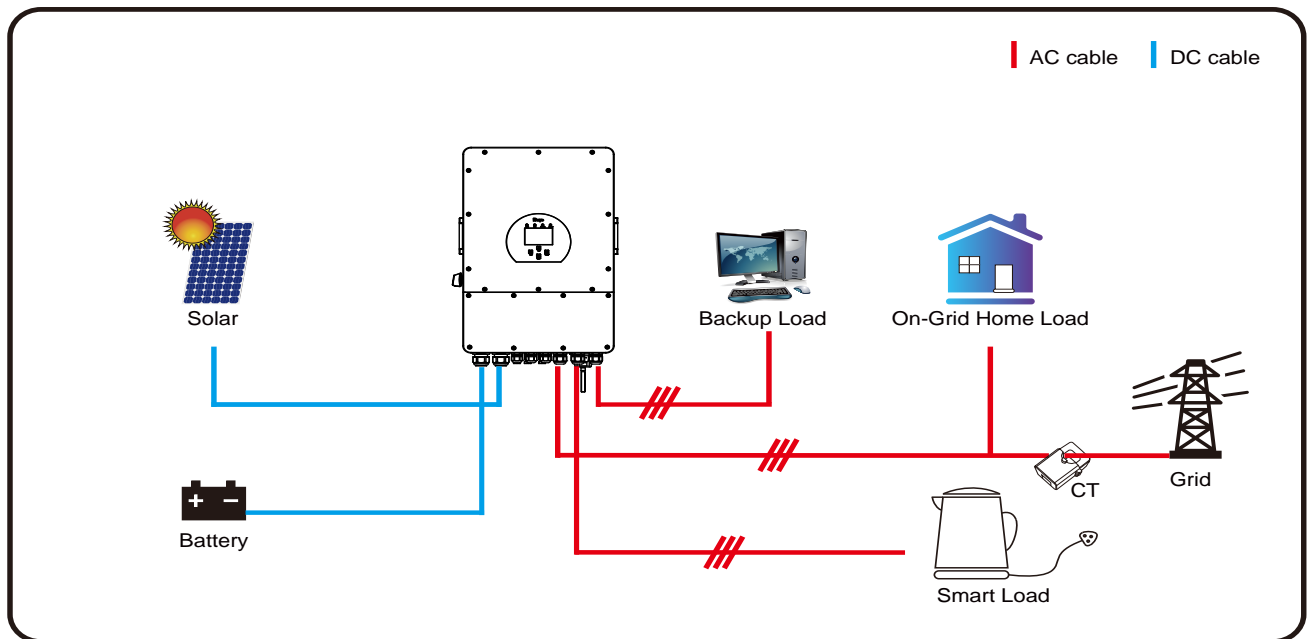 AC cable
DC cable
Solar
Backup Load
On-Grid Home Load
Grid
CT
Battery
Smart Load